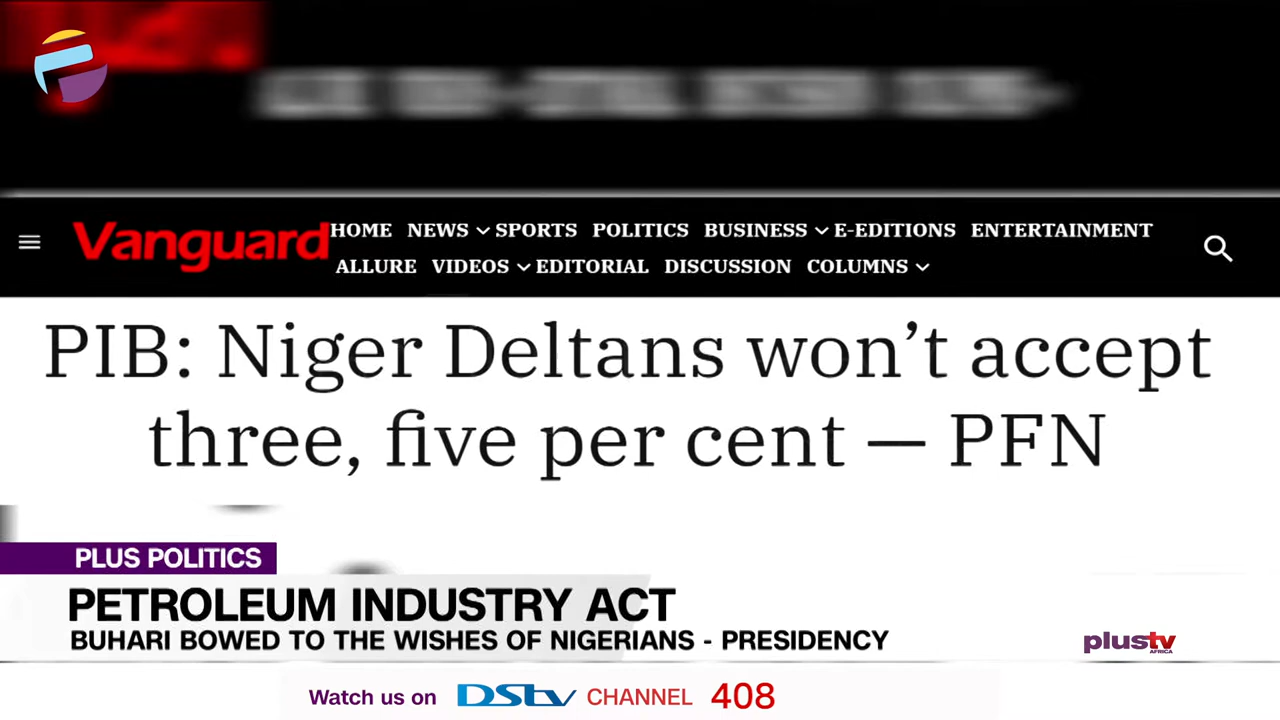 Vanguard
HOME NEWS SPORTS POLITICS BUSINESS E-EDITIONS ENTERTAINMENT
ALLURE VIDEOS EDITORIAL DISCUSSION COLUMNS
PIB: Niger Deltans won’t accept
three, five per cent — PFN
PLUS POLITICS
PETROLEUM INDUSTRY ACT
BUHARI BOWED TO THE WISHES OF NIGERIANS - PRESIDENCY
plustv
AFRICA
Watch us on DStv CHANNEL 408